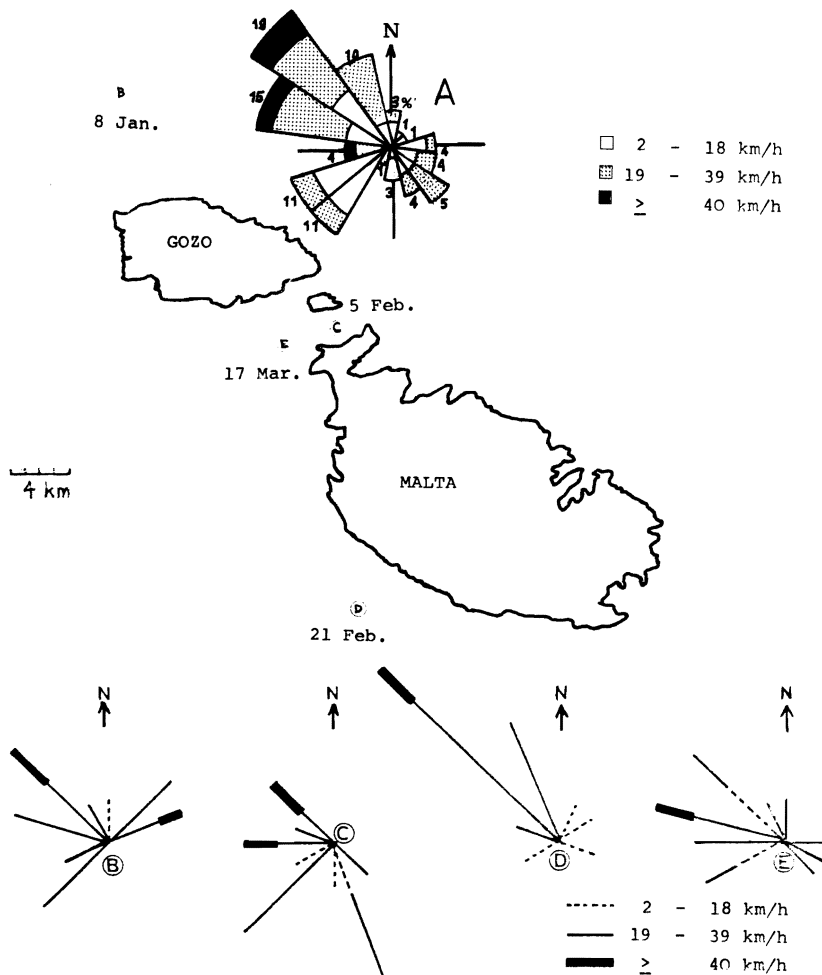 N
19
10
3%
A
B
8 Jan.
15
1
1
4
4
4
1
3
4
5
11
11
2 - 18 km/h
19 - 39 km/h
≥ 40 km/h
GOZO
5 Feb.
C
E
17 Mar.
4 km
MALTA
D
21 Feb.
N
N
N
N
B
C
D
E
2 - 18 km/h
19 - 39 km/h
≥ 40 km/h